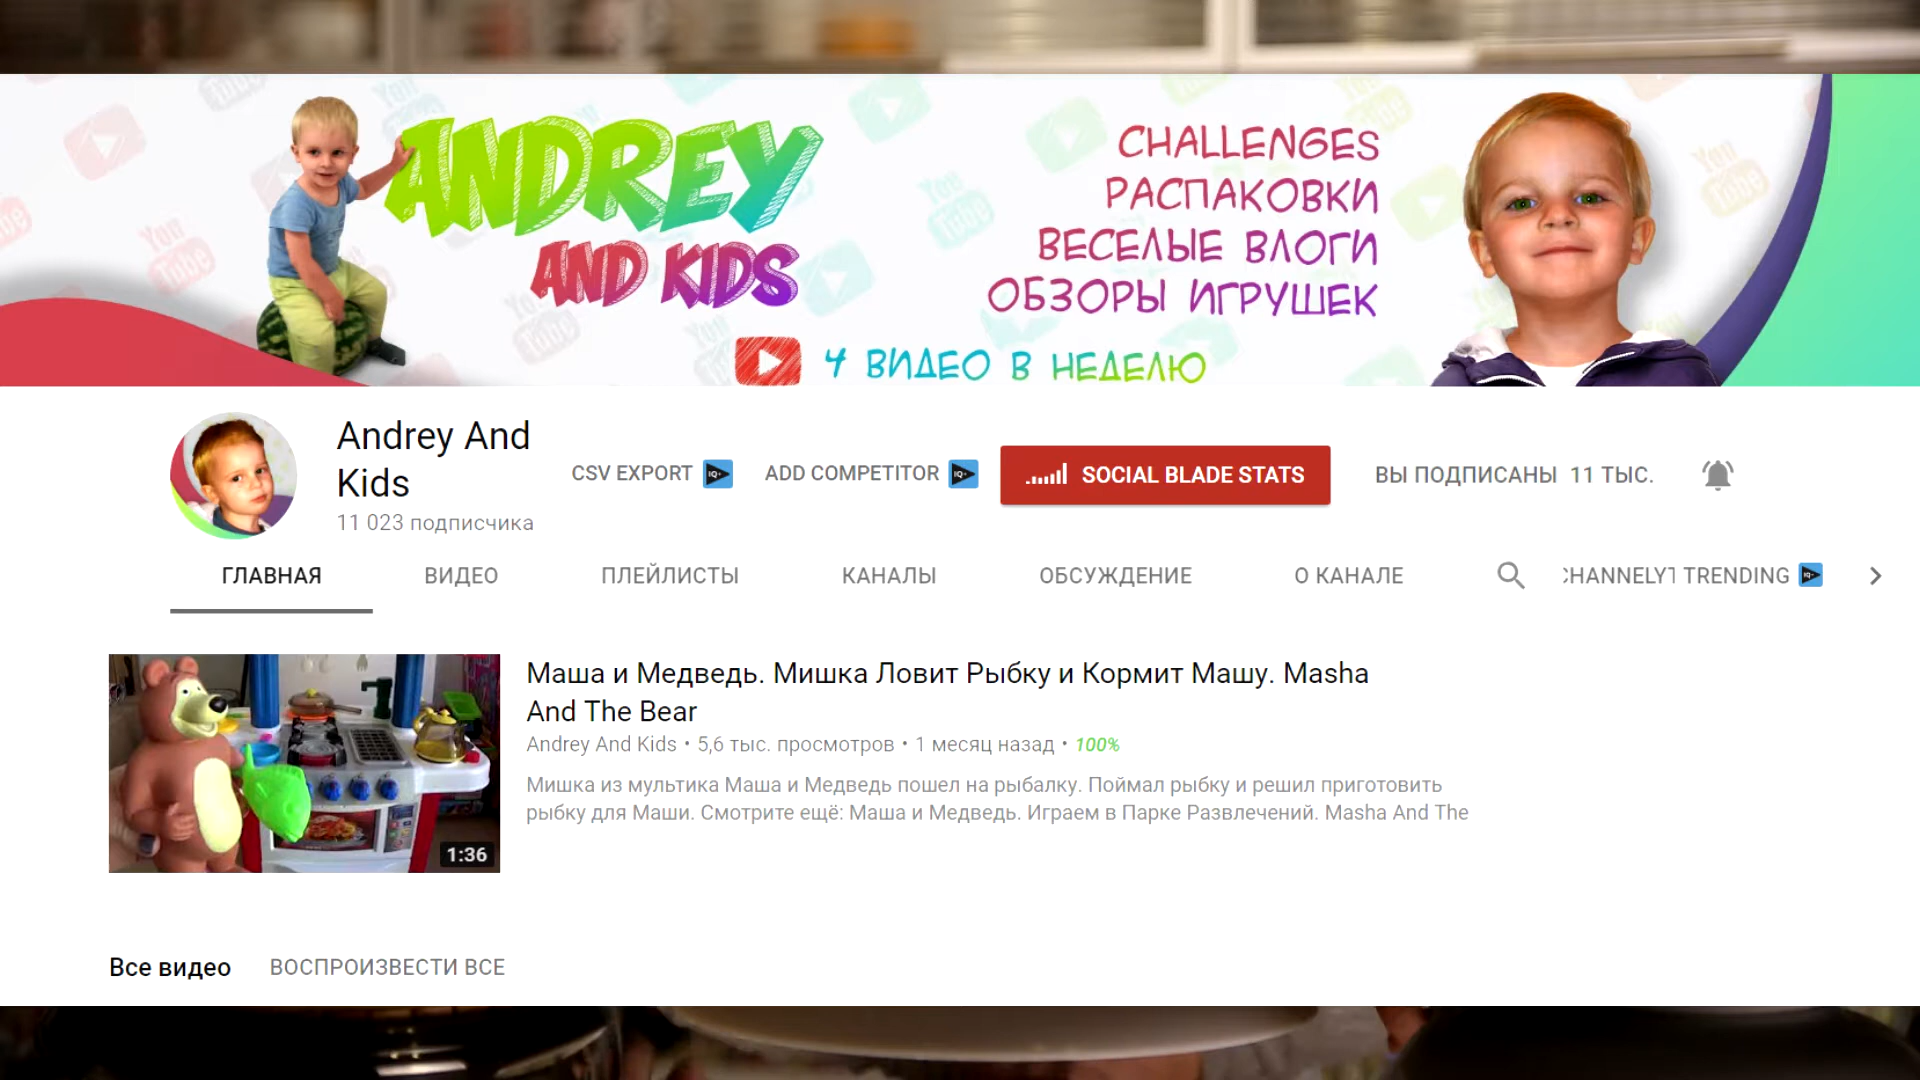 ANDREY
AND KIDS
CHALLENGES
РАСПАКОВКИ
ВЕСЕЛЫЕ ВЛОГИ
ОБЗОРЫ ИГРУШЕК
4 ВИДЕО В НЕДЕЛЮ
Andrey And
Kids
11 023 подписчика
CSV EXPORT
ADD COMPETITOR
SOCIAL BLADE STATS
ВЫ ПОДПИСАНЫ 11 ТЫС.
ГЛАВНАЯ
ВИДЕО
ПЛЕЙЛИСТЫ
КАНАЛЫ
ОБСУЖДЕНИЕ
О КАНАЛЕ
TRENDING
1:36
Маша и Медведь. Мишка Ловит Рыбку и Кормит Машу. Masha
And The Bear
Andrey And Kids • 5,6 тыс. просмотров • 1 месяц назад • 100%
Мишка из мультика Маша и Медведь пошел на рыбалку. Поймал рыбку и решил приготовить
рыбку для Маши. Смотрите ещё: Маша и Медведь. Играем в Парке Развлечений. Masha And The
Все видео
ВОСПРОИЗВЕСТИ ВСЕ